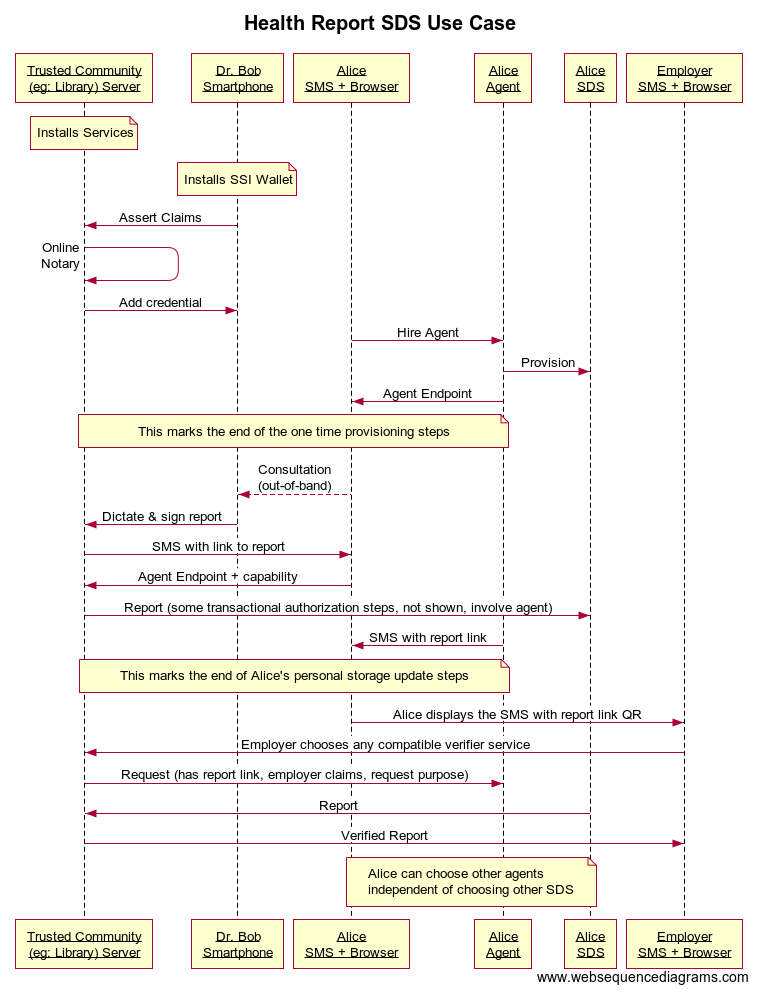 Health Report SDS Use Case
Trusted Community
(eg: Library) Server
Dr. Bob
Smartphone
Alice
SMS + Browser
Alice
Agent
Alice
SDS
Employer
SMS + Browser
Installs Services
Installs SSI Wallet
Assert Claims
Online
Notary
Add credential
Hire Agent
Provision
Agent Endpoint
This marks the end of the one time provisioning steps
Consultation
(out-of-band)
Dictate & sign report
SMS with link to report
Agent Endpoint + capability
Report (some transactional authorization steps, not shown, involve agent)
SMS with report link
This marks the end of Alice's personal storage update steps
Alice displays the SMS with report link QR
Employer chooses any compatible verifier service
Request (has report link, employer claims, request purpose)
Report
Verified Report
Alice can choose other agents
independent of choosing other SDS
Trusted Community
(eg: Library) Server
Dr. Bob
Smartphone
Alice
SMS + Browser
Alice
Agent
Alice
SDS
Employer
SMS + Browser
www.websequencediagrams.com